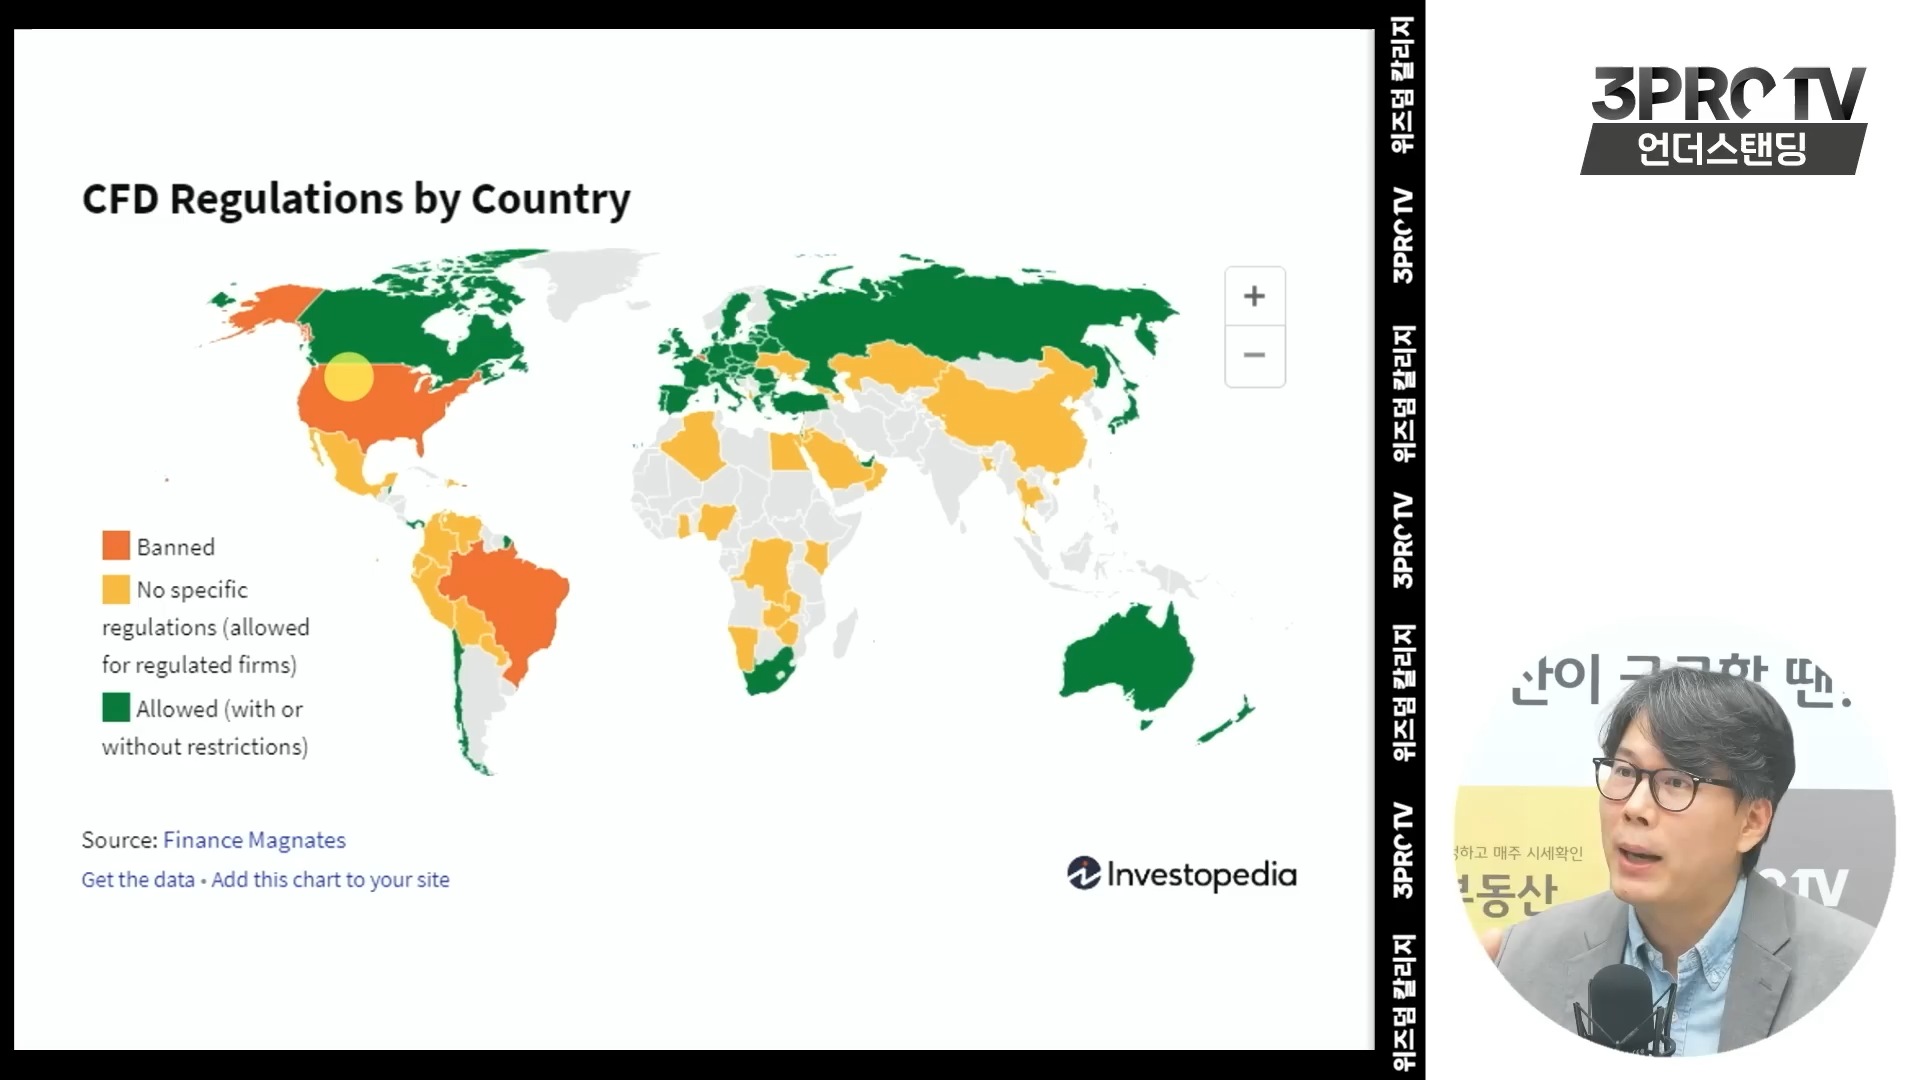 CFD Regulations by Country
+
−
Banned
No specific
regulations (allowed
for regulated firms)
Allowed (with or
without restrictions)
Source: Finance Magnates
Get the data • Add this chart to your site
Investopedia
위즈덤 칼리지
3PROTV
위즈덤 칼리지
3PROTV
위즈덤 칼리지
3PROTV
위즈덤 칼리지
3PROTV
언더스탠딩
땐.
하고 매주 시세확인
부동산
TV